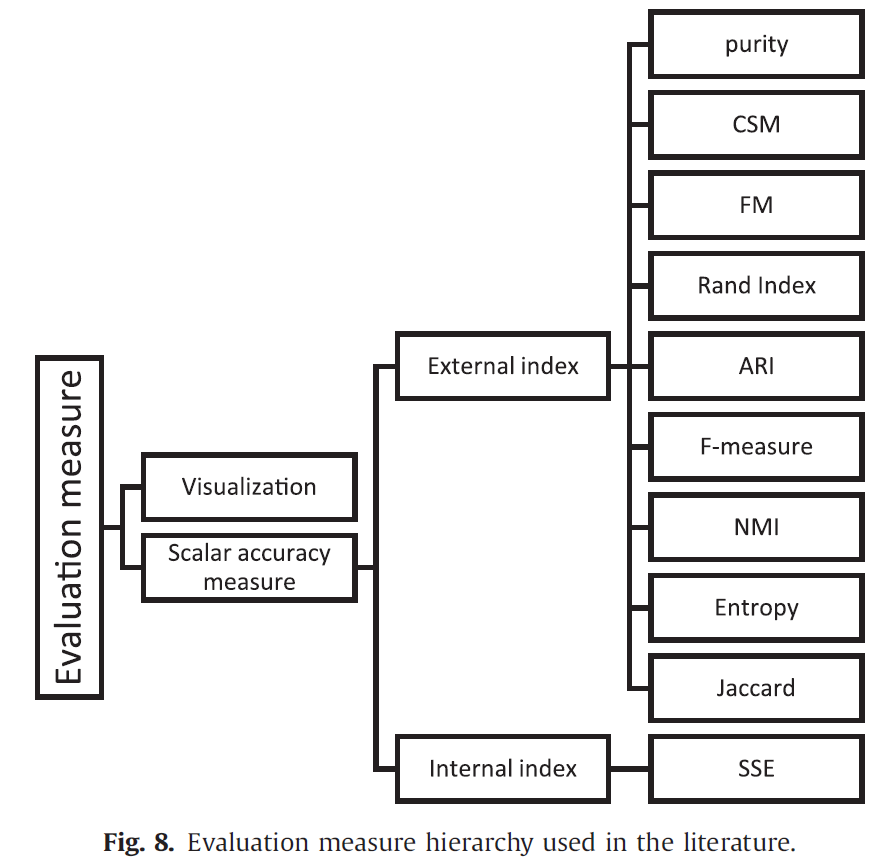 Evaluation measure
Visualization
Scalar accuracy
measure
External index
Internal index
purity
CSM
FM
Rand Index
ARI
F-measure
NMI
Entropy
Jaccard
SSE
Fig. 8. Evaluation measure hierarchy used in the literature.